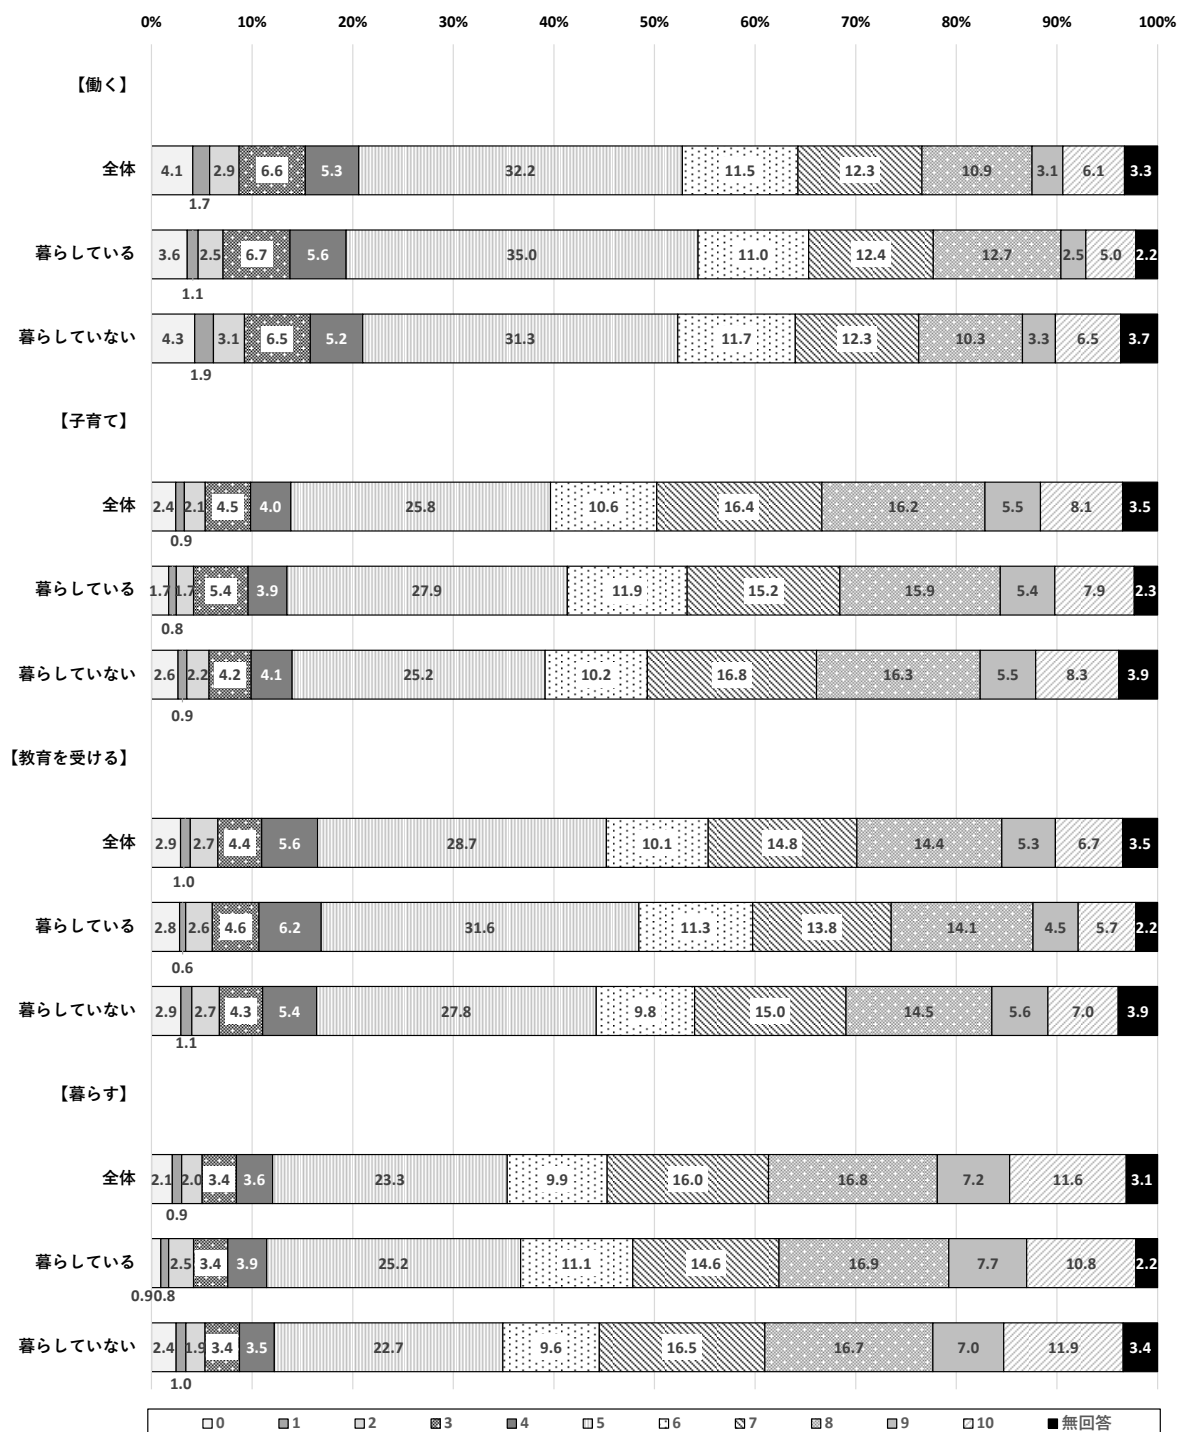 0% 10% 20% 30% 40% 50% 60% 70% 80% 90% 100%
【働く】
全体 4.1 2.9 6.6 5.3 32.2 11.5 12.3 10.9 3.1 6.1 3.3
1.7
暮らしている 3.6 2.5 6.7 5.6 35.0 11.0 12.4 12.7 2.5 5.0 2.2
1.1
暮らしていない 4.3 3.1 6.5 5.2 31.3 11.7 12.3 10.3 3.3 6.5 3.7
1.9
【子育て】
全体 2.4 2.1 4.5 4.0 25.8 10.6 16.4 16.2 5.5 8.1 3.5
0.9
暮らしている 1.7 1.7 5.4 3.9 27.9 11.9 15.2 15.9 5.4 7.9 2.3
0.8
暮らしていない 2.6 2.2 4.2 4.1 25.2 10.2 16.8 16.3 5.5 8.3 3.9
0.9
【教育を受ける】
全体 2.9 2.7 4.4 5.6 28.7 10.1 14.8 14.4 5.3 6.7 3.5
1.0
暮らしている 2.8 2.6 4.6 6.2 31.6 11.3 13.8 14.1 4.5 5.7 2.2
0.6
暮らしていない 2.9 2.7 4.3 5.4 27.8 9.8 15.0 14.5 5.6 7.0 3.9
1.1
【暮らす】
全体 2.1 2.0 3.4 3.6 23.3 9.9 16.0 16.8 7.2 11.6 3.1
0.9
暮らしている 2.5 3.4 3.9 25.2 11.1 14.6 16.9 7.7 10.8 2.2
0.9 0.8
暮らしていない 2.4 1.9 3.4 3.5 22.7 9.6 16.5 16.7 7.0 11.9 3.4
1.0
0 1 2 3 4 5 6 7 8 9 10 無回答